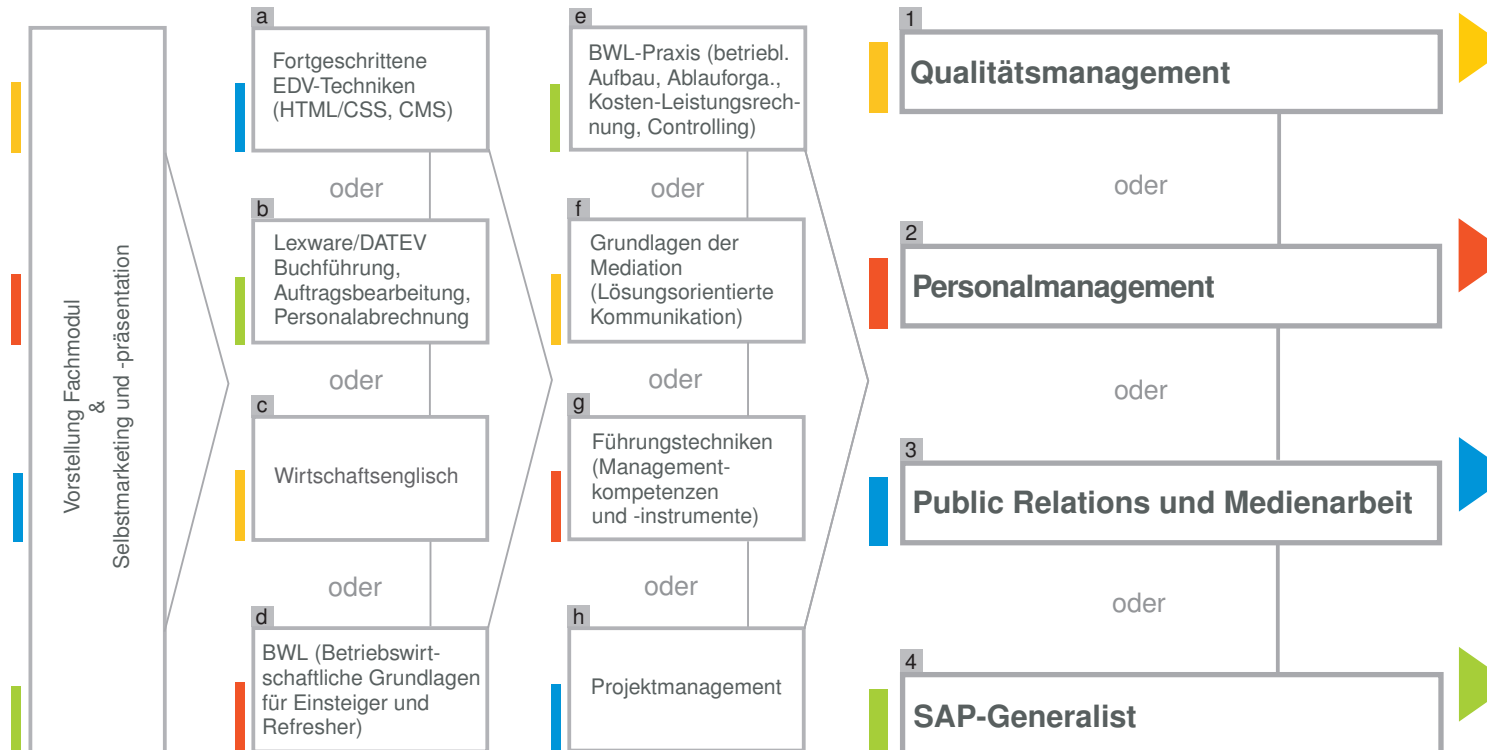 Vorstellung Fachmodul
&
Selbstmarketing und -präsentation
a
Fortgeschrittene
EDV-Techniken
(HTML/CSS, CMS)
oder
b
Lexware/DATEV
Buchführung,
Auftragsbearbeitung,
Personalabrechnung
oder
c
Wirtschaftsenglisch
oder
d
BWL (Betriebswirt-
schaftliche Grundlagen
für Einsteiger und
Refresher)
e
BWL-Praxis (betriebl.
Aufbau, Ablauforga.,
Kosten-Leistungsrech-
nung, Controlling)
oder
f
Grundlagen der
Mediation
(Lösungsorientierte
Kommunikation)
oder
g
Führungstechniken
(Management-
kompetenzen
und -instrumente)
oder
h
Projektmanagement
1
Qualitätsmanagement
oder
2
Personalmanagement
oder
3
Public Relations und Medienarbeit
oder
4
SAP-Generalist